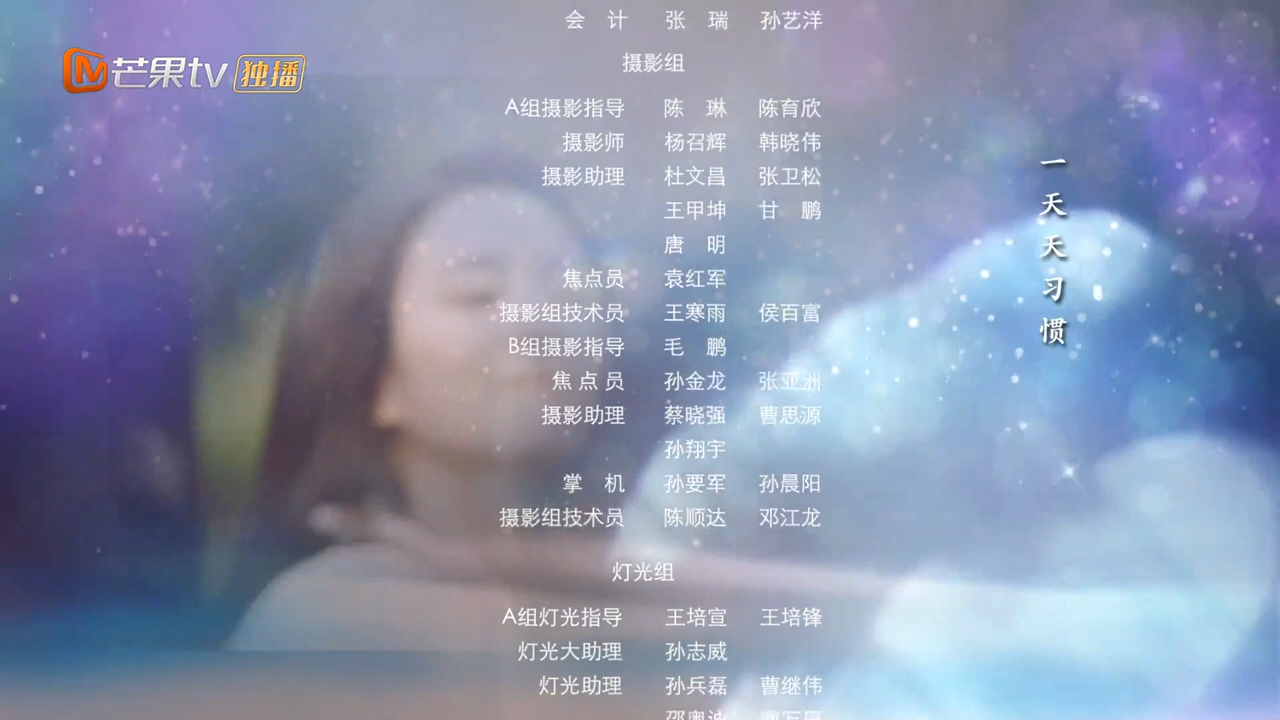 会 计 张 瑞 孙艺洋
芒果tv 独播
摄影组
A组摄影指导 陈 琳 陈育欣
摄影师 杨召辉 韩晓伟
摄影助理 杜文昌 张卫松
王甲坤 甘 鹏
唐 明
焦点员 袁红军
摄影组技术员 王寒雨 侯百富
B组摄影指导 毛 鹏
焦 点 员 孙金龙 张亚洲
摄影助理 蔡晓强 曹思源
孙翔宇
掌 机 孙要军 孙晨阳
摄影组技术员 陈顺达 邓江龙
灯光组
A组灯光指导 王培宣 王培锋
灯光大助理 孙志威
灯光助理 孙兵磊 曹继伟
一天天习惯